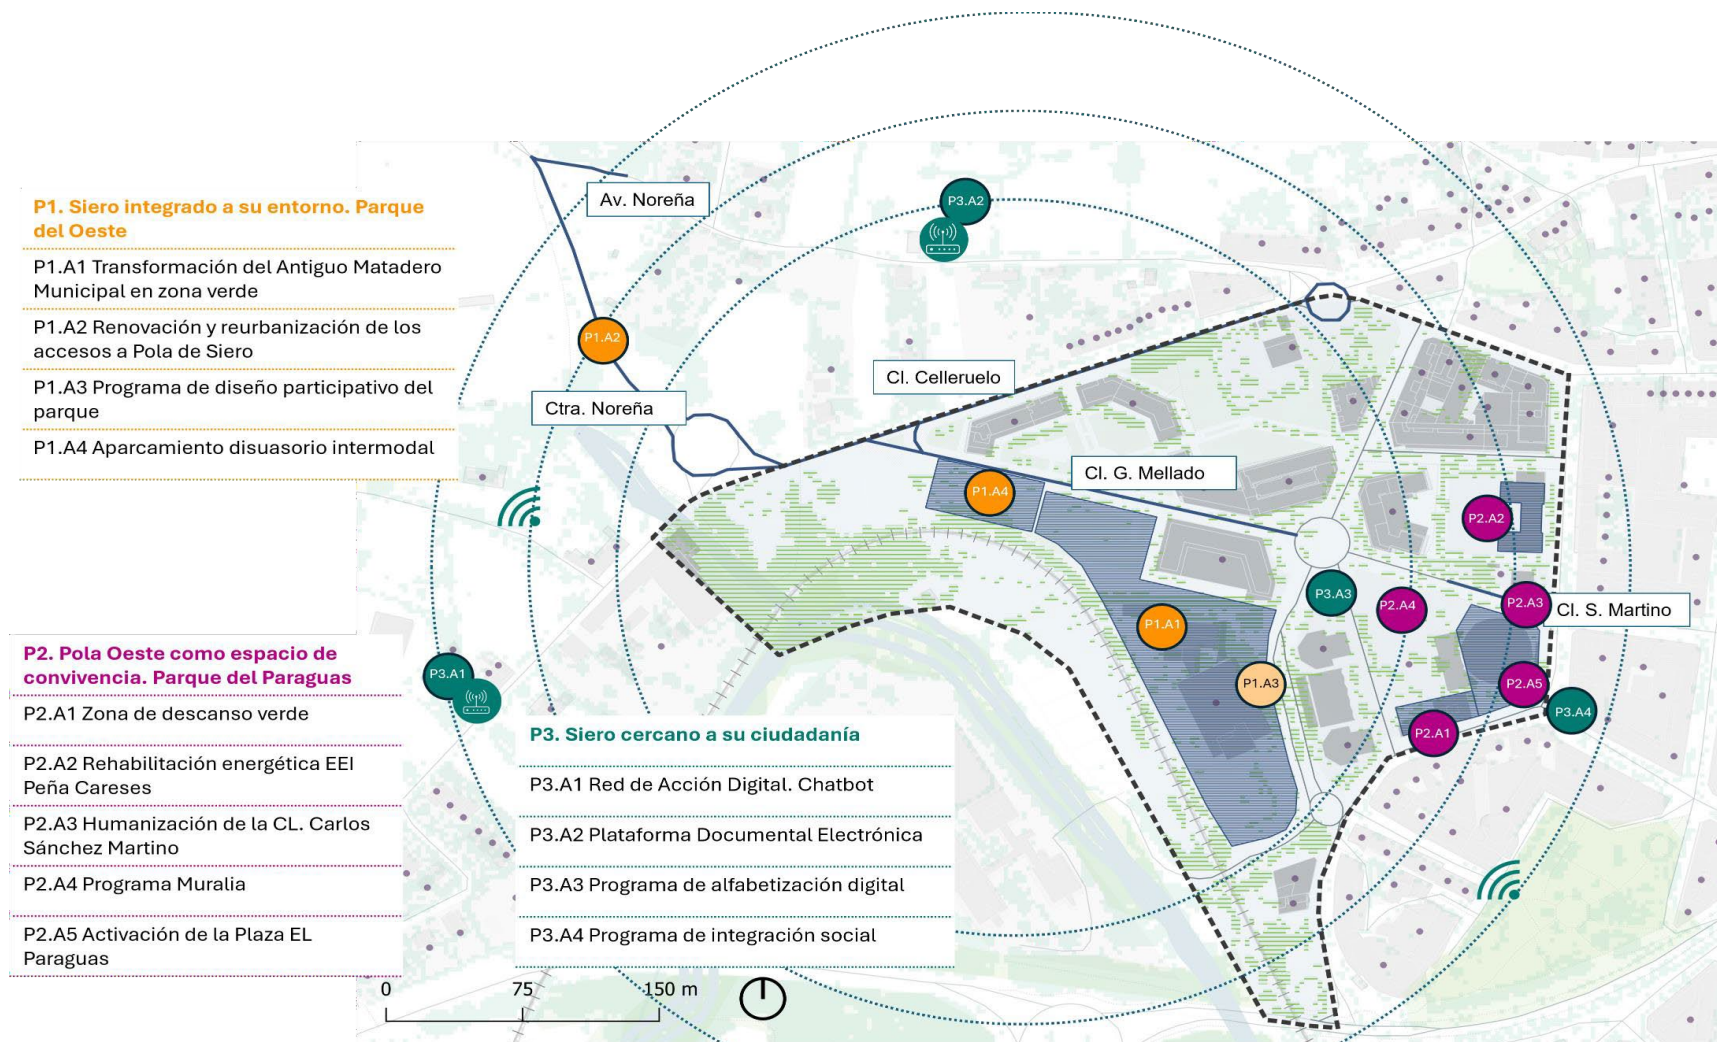 P1. Siero integrado a su entorno. Parque
del Oeste
P1.A1 Transformación del Antiguo Matadero
Municipal en zona verde
P1.A2 Renovación y reurbanización de los
accesos a Pola de Siero
P1.A3 Programa de diseño participativo del
parque
P1.A4 Aparcamiento disuasorio intermodal
P2. Pola Oeste como espacio de
convivencia. Parque del Paraguas
P2.A1 Zona de descanso verde
P2.A2 Rehabilitación energética EEI
Peña Careses
P2.A3 Humanización de la CL. Carlos
Sánchez Martino
P2.A4 Programa Muralia
P2.A5 Activación de la Plaza EL
Paraguas
P3. Siero cercano a su ciudadanía
P3.A1 Red de Acción Digital. Chatbot
P3.A2 Plataforma Documental Electrónica
P3.A3 Programa de alfabetización digital
P3.A4 Programa de integración social
Av. Noreña
P3.A2
P1.A2
Cl. Celleruelo
Ctra. Noreña
Cl. G. Mellado
P1.A4
P2.A2
P3.A3
P2.A4
P2.A3
Cl. S. Martino
P1.A1
P3.A1
P1.A3
P2.A5
P3.A4
P2.A1
0
75
150 m